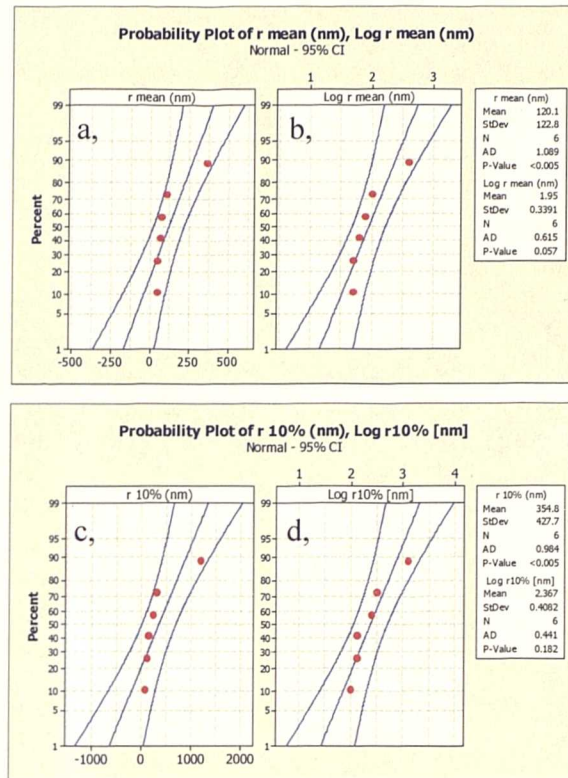 Probability Plot of r mean (nm), Log r mean (nm)
Normal - 95% CI
1 2 3
r mean (nm) Log r mean (nm)
a, b,
Percent
99
95
90
80
70
60
50
40
30
20
10
5
1
-500 -250 0 250 500
r mean (nm)
Mean 120.1
StDev 122.8
N 6
AD 1.089
P-Value <0.005
Log r mean (nm)
Mean 1.95
StDev 0.3391
N 6
AD 0.615
P-Value 0.057
Probability Plot of r 10% (nm), Log r10% [nm]
Normal - 95% CI
1 2 3 4
r 10% (nm) Log r10% [nm]
c, d,
Percent
99
95
90
80
70
60
50
40
30
20
10
5
1
-1000 0 1000 2000
r 10% (nm)
Mean 354.8
StDev 427.7
N 6
AD 0.984
P-Value <0.005
Log r10% [nm]
Mean 2.367
StDev 0.4082
N 6
AD 0.441
P-Value 0.182